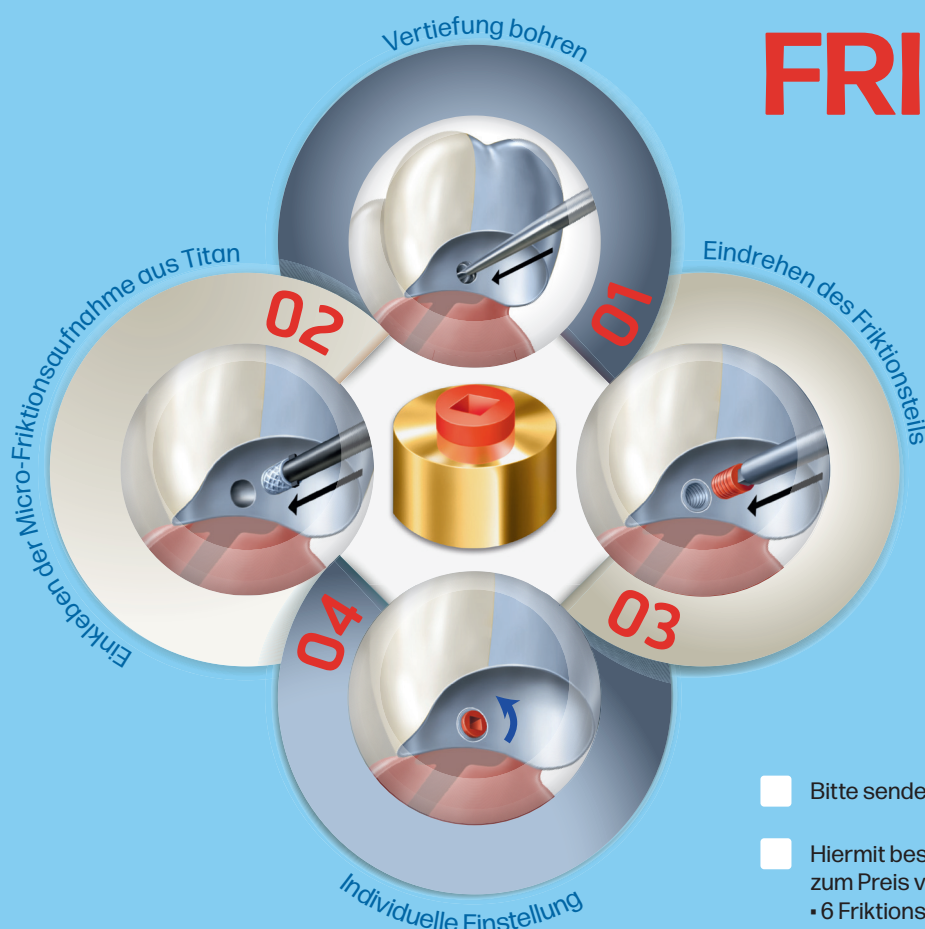 FRI
Vertiefung bohren
01
Einkleben der Micro-Friktionsaufnahme aus Titan
02
Eindrehen des Friktionsteils
03
04
Individuelle Einstellung
Bitte sende
Hiermit bes
zum Preis v
▪ 6 Friktions